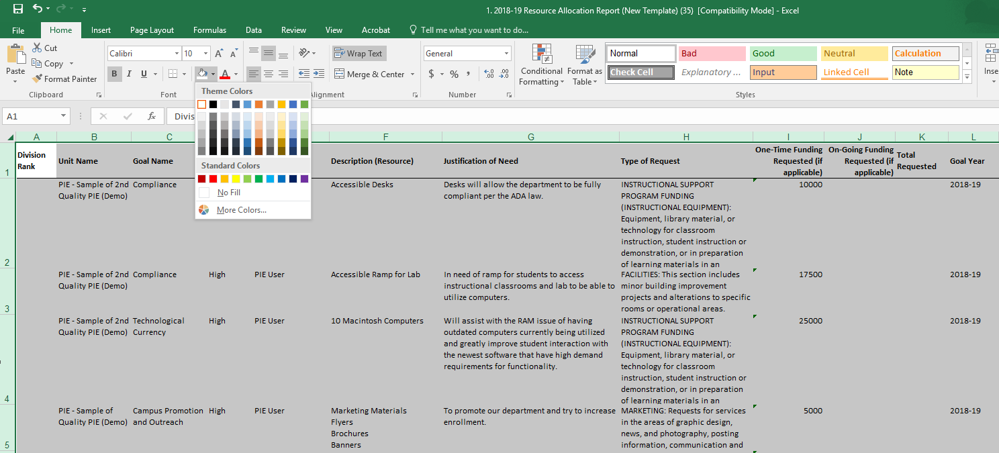 1. 2018-19 Resource Allocation Report (New Template) (35) [Compatibility Mode] - Excel
File Home Insert Page Layout Formulas Data Review View Acrobat Tell me what you want to do...
Paste
Cut
Copy
Format Painter
Clipboard
Calibri 10
B I U
Font
Wrap Text
Merge & Center
Alignment
General
$ % ,
Number
Conditional Formatting
Format as Table
Normal Bad Good Neutral Calculation
Check Cell Explanatory ... Input Linked Cell Note
Styles
Inse
A1 fx Divis
Theme Colors
Standard Colors
No Fill
More Colors...
A B C F G H I J K L
1 Division Rank Unit Name Goal Name Description (Resource) Justification of Need Type of Request One-Time Funding Requested (if applicable) On-Going Funding Requested (if applicable) Total Requested Goal Year
2 PIE - Sample of 2nd Quality PIE (Demo) Compliance Accessible Desks Desks will allow the department to be fully compliant per the ADA law. INSTRUCTIONAL SUPPORT PROGRAM FUNDING (INSTRUCTIONAL EQUIPMENT): Equipment, library material, or technology for classroom instruction, student instruction or demonstration, or in preparation of learning materials in an 10000 2018-19
3 PIE - Sample of 2nd Quality PIE (Demo) Compliance High PIE User Accessible Ramp for Lab In need of ramp for students to access instructional classrooms and lab to be able to utilize computers. FACILITIES: This section includes minor building improvement projects and alterations to specific rooms or operational areas. 17500 2018-19
4 PIE - Sample of 2nd Quality PIE (Demo) Technological Currency High PIE User 10 Macintosh Computers Will assist with the RAM issue of having outdated computers currently being utilized and greatly improve student interaction with the newest software that have high demand requirements for functionality. INSTRUCTIONAL SUPPORT PROGRAM FUNDING (INSTRUCTIONAL EQUIPMENT): Equipment, library material, or technology for classroom instruction, student instruction or demonstration, or in preparation of learning materials in an 25000 2018-19
5 PIE - Sample of Quality PIE (Demo) Campus Promotion and Outreach High PIE User Marketing Materials Flyers Brochures Banners To promote our department and try to increase enrollment. MARKETING: Requests for services in the areas of graphic design, news, and photography, posting information, communication and 5000 2018-19